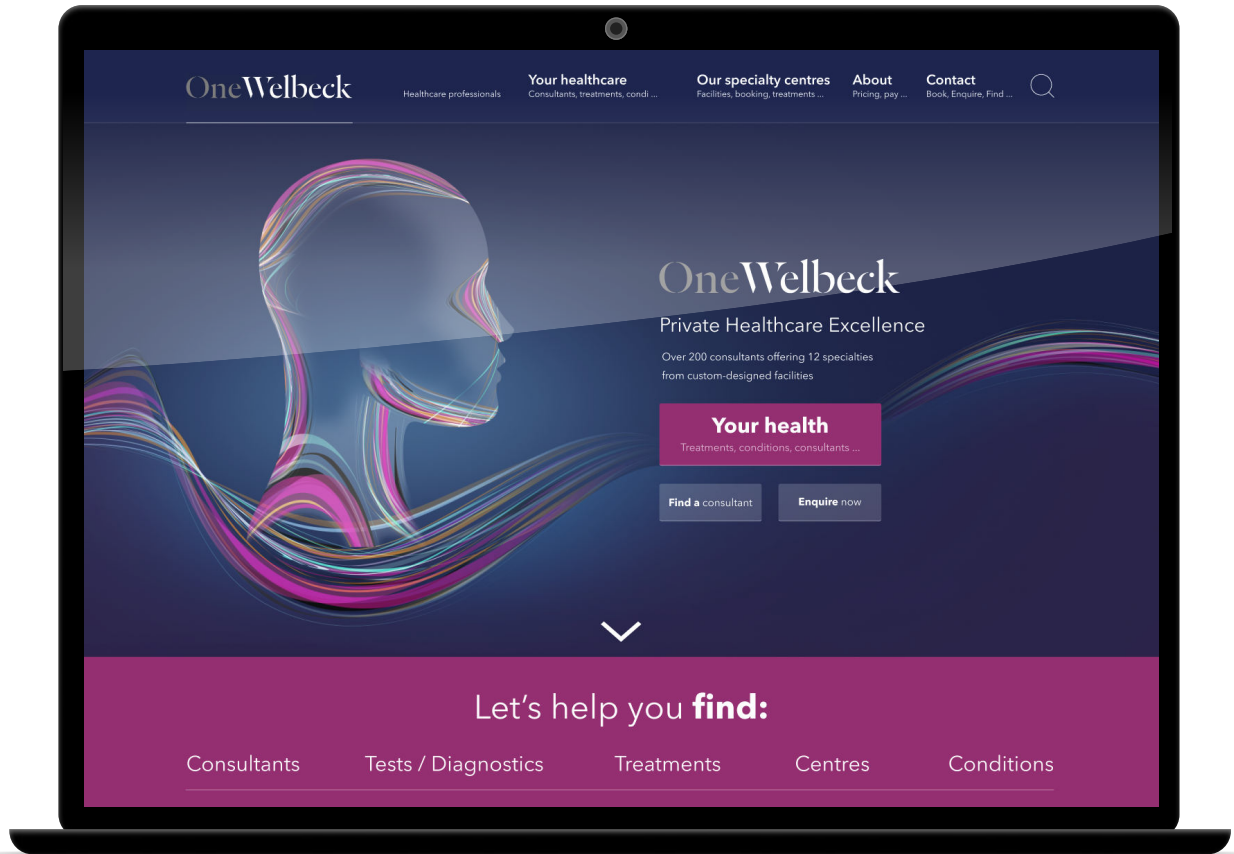 OneWelbeck
Healthcare professionals
Your healthcare
Consultants, treatments, condi ...
Our specialty centres
Facilities, booking, treatments ...
About
Pricing, pay ...
Contact
Book, Enquire, Find ...
OneWelbeck
Private Healthcare Excellence
Over 200 consultants offering 12 specialties
from custom-designed facilities
Your health
Treatments, conditions, consultants ...
Find a consultant
Enquire now
Let's help you find:
Consultants
Tests / Diagnostics
Treatments
Centres
Conditions